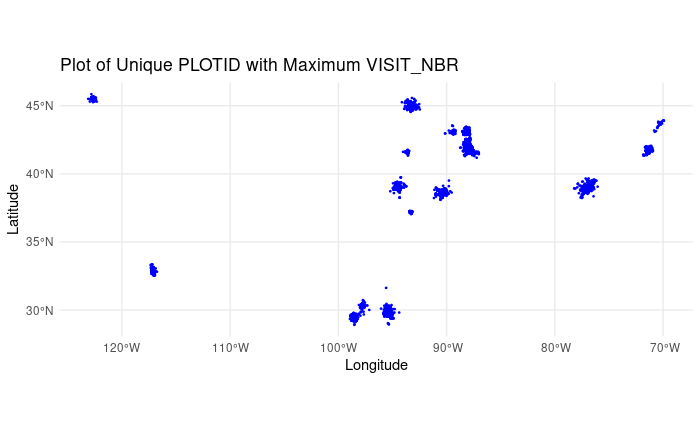 Plot of Unique PLOTID with Maximum VISIT_NBR
45°N
40°N
35°N
30°N
Latitude
120°W 110°W 100°W 90°W 80°W 70°W
Longitude